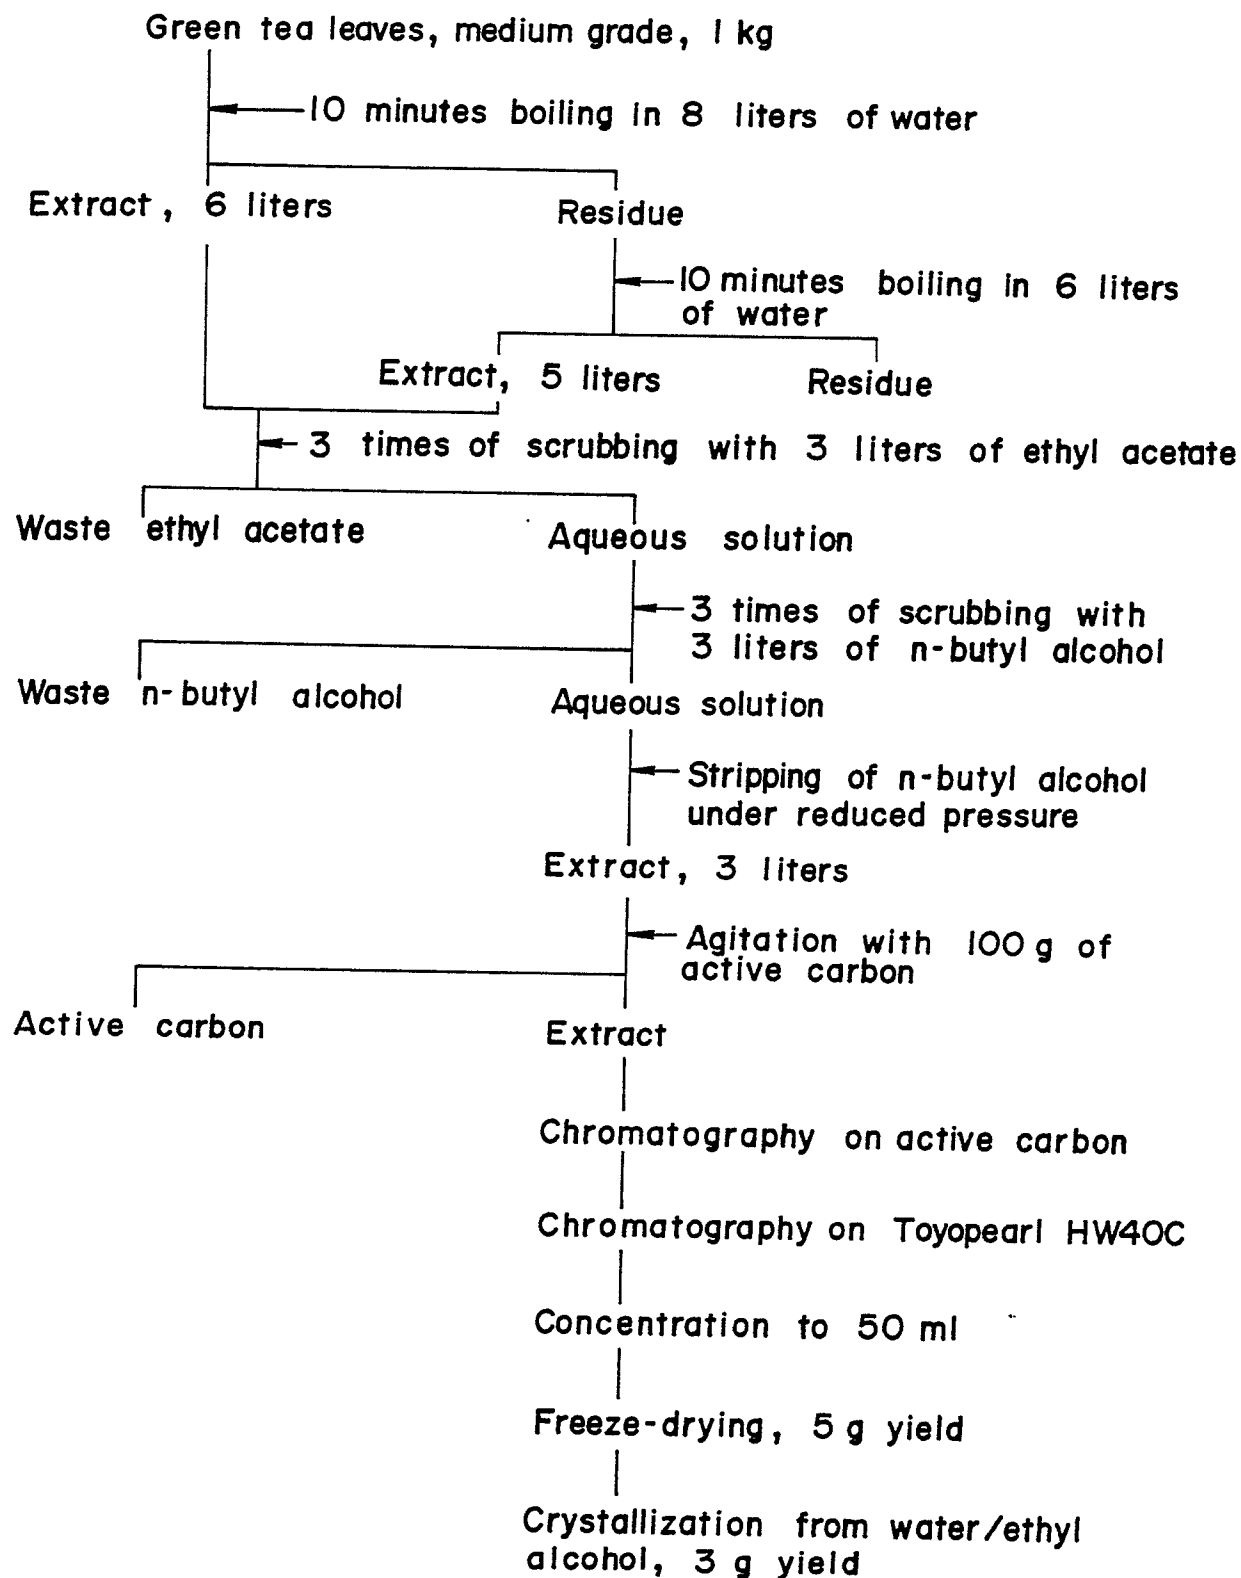 Green tea leaves, medium grade, 1 kg
10 minutes boiling in 8 liters of water
Extract, 6 liters
Residue
10 minutes boiling in 6 liters
of water
Extract, 5 liters
Residue
3 times of scrubbing with 3 liters of ethyl acetate
Waste ethyl acetate
Aqueous solution
3 times of scrubbing with
3 liters of n-butyl alcohol
Waste n-butyl alcohol
Aqueous solution
Stripping of n-butyl alcohol
under reduced pressure
Extract, 3 liters
Agitation with 100 g of
active carbon
Active carbon
Extract
Chromatography on active carbon
Chromatography on Toyopearl HW40C
Concentration to 50 ml
Freeze-drying, 5 g yield
Crystallization from water/ethyl
alcohol, 3 g yield